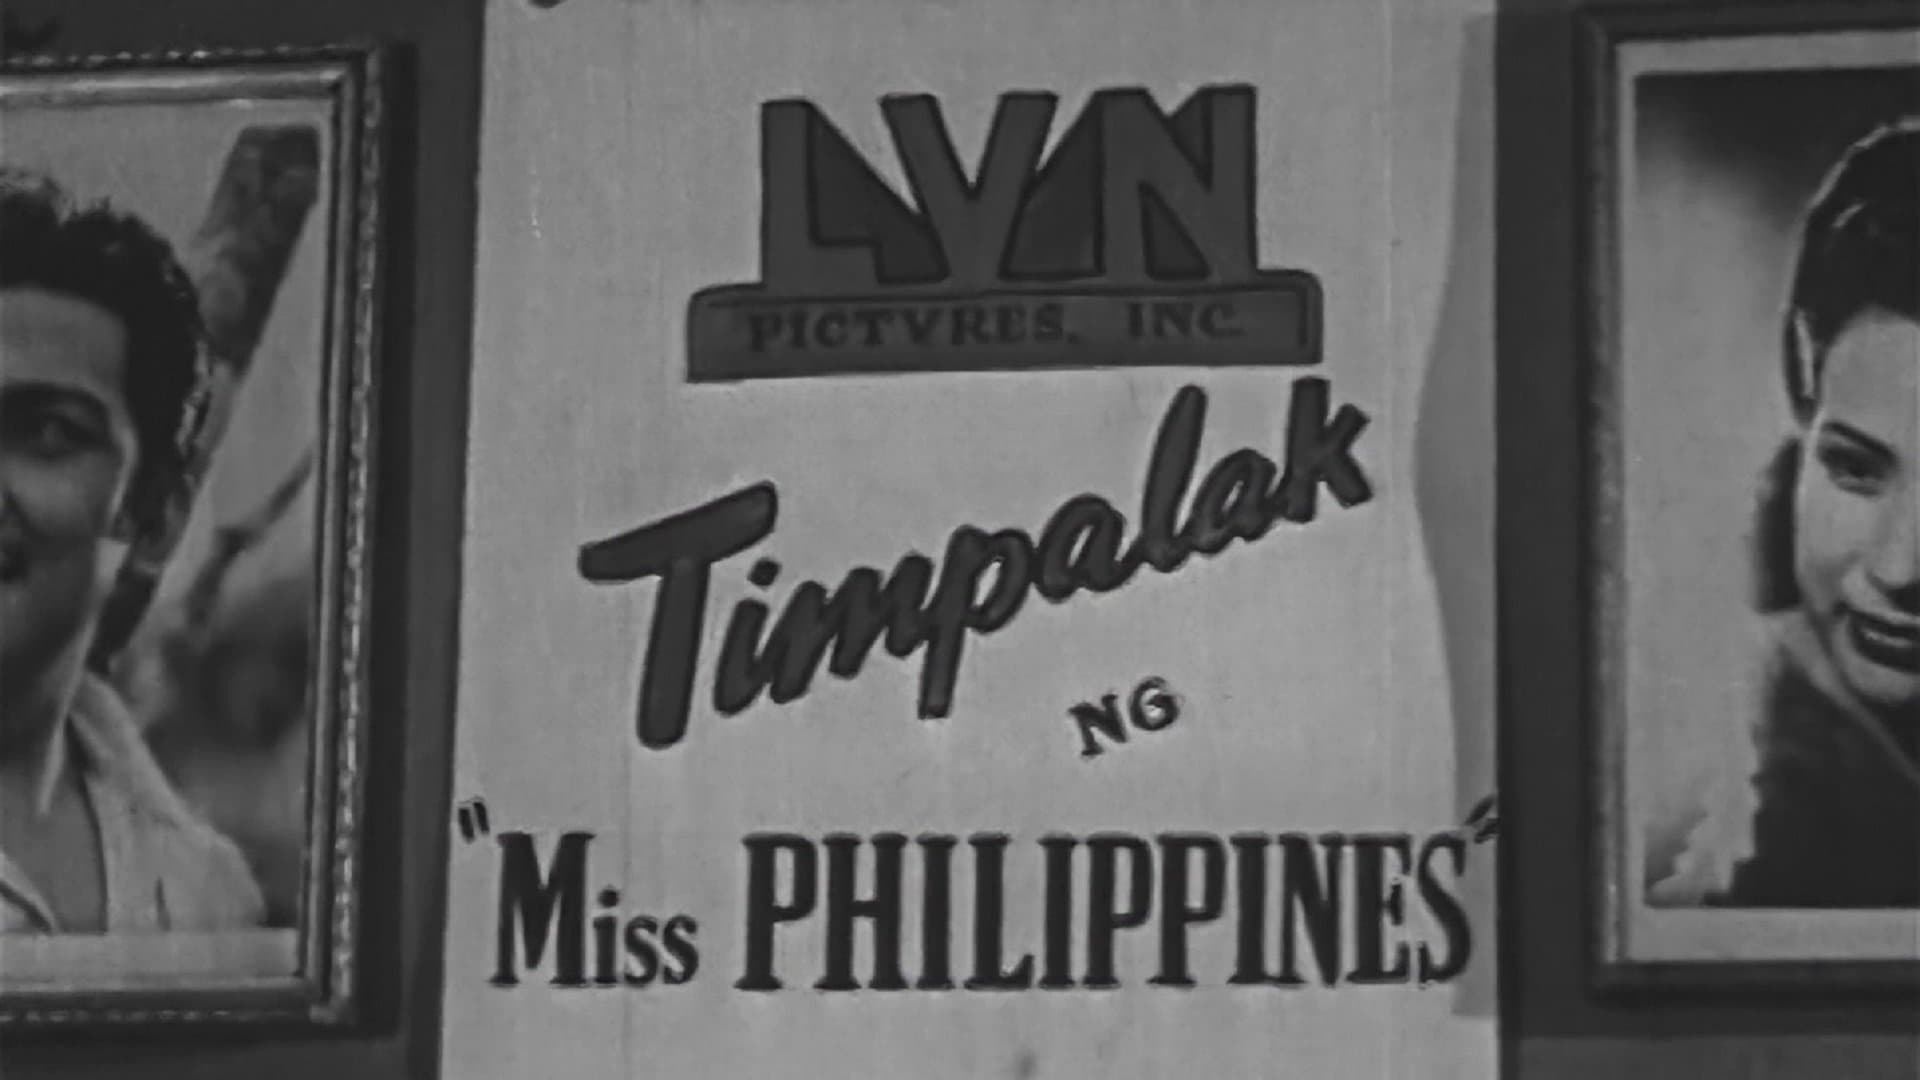 LVN
PICTVRES, INC.
Timpalak
NG
"Miss PHILIPPINES"